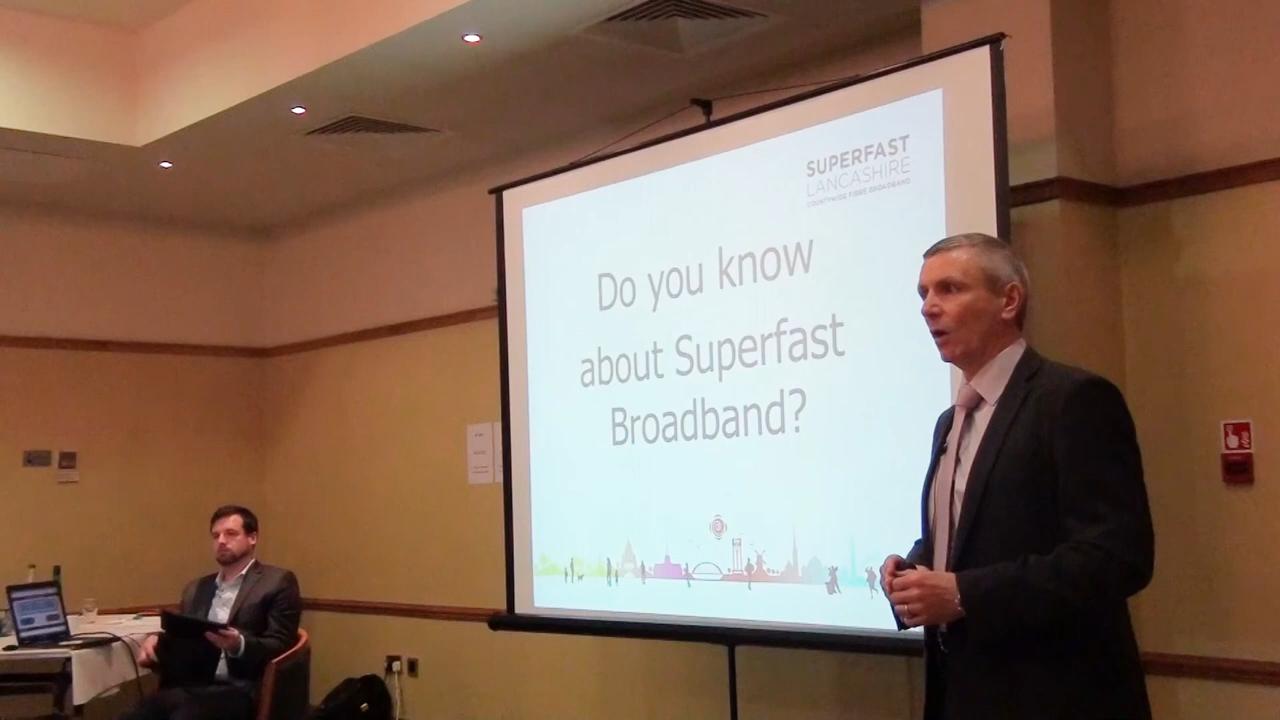 SUPERFAST
LANCASHIRE
COUNTYWIDE FIBRE BROADBAND
Do you know
about Superfast
Broadband?